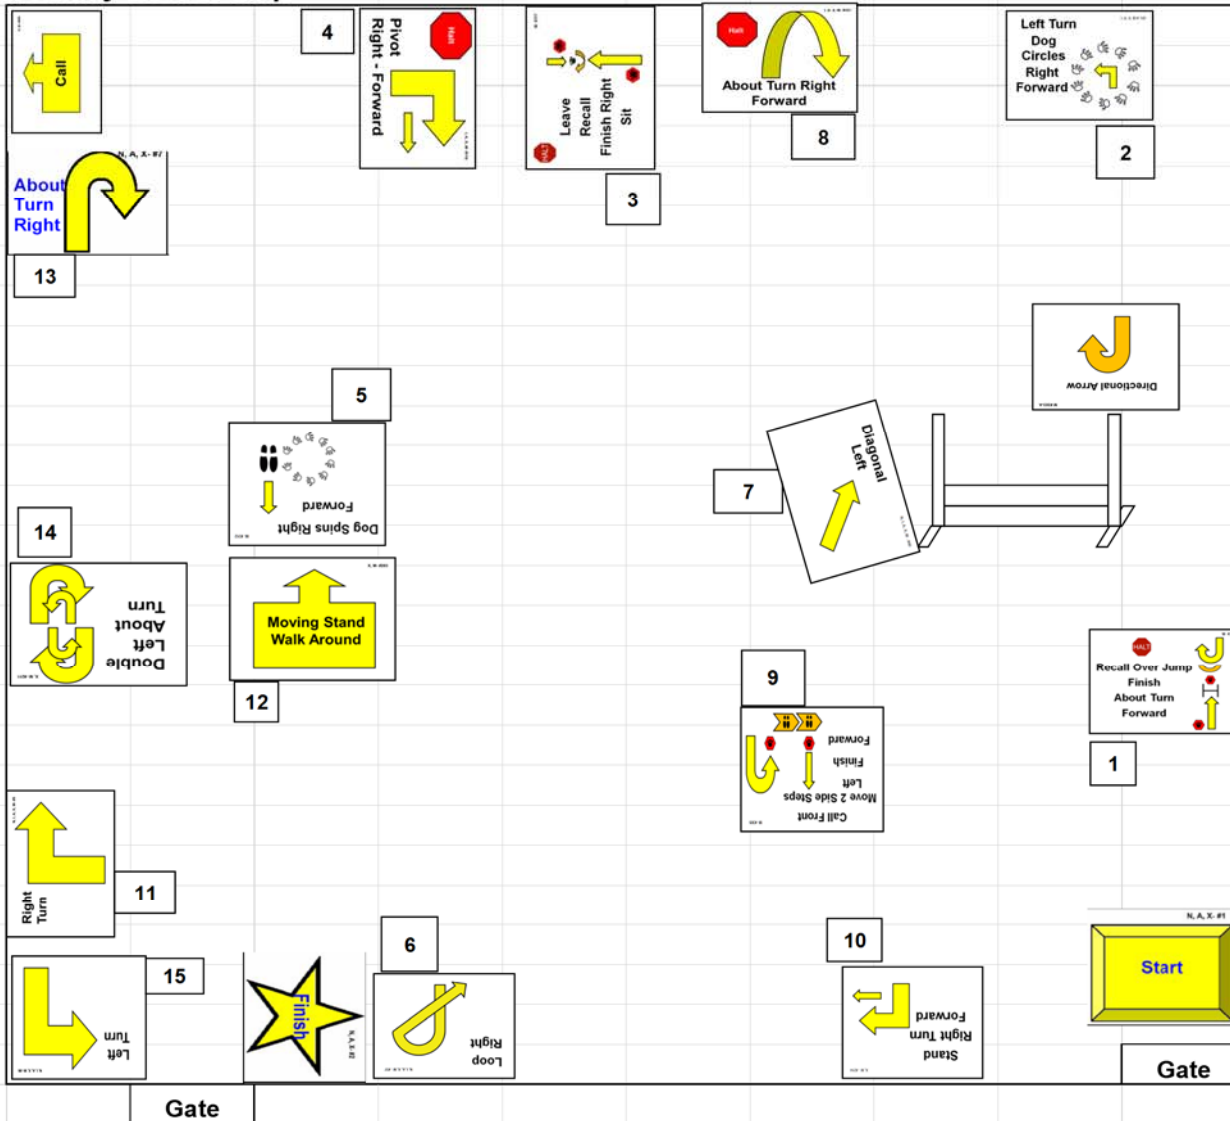 Call
4
Pivot
Right - Forward
Halt
Leave
Recall
Finish Right
Sit
HALT
3
Halt
About Turn Right
Forward
8
Left Turn
Dog
Circles
Right
Forward
2
N, A, X- #7
About
Turn
Right
13
Directional Arrow
5
Dog Spins Right
Forward
7
Diagonal
Left
14
Double
Left
About
Turn
Moving Stand
Walk Around
12
HALT
Recall Over Jump
Finish
About Turn
Forward
1
9
Call Front
Move 2 Side Steps
Left
Finish
Forward
Right
Turn
11
6
10
N, A, X- #1
Start
15
Left
Turn
Finish
N, A, X- #2
Loop
Right
Stand
Right Turn
Forward
Gate
Gate